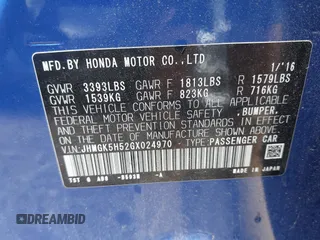 MFD.BY HONDA MOTOR CO.,LTD 1/'16
GVWR 3393LBS GAWR F 1813LBS R 1579LBS
GVWR 1539KG GAWR F 823KG R 716KG
THIS VEHICLE CONFORMS TO ALL APPLICABLE
FEDERAL MOTOR VEHICLE SAFETY, BUMPER,
AND THEFT PREVENTION STANDARDS IN EFFECT
ON THE DATE OF MANUFACTURE SHOWN ABOVE.
V.I.N:JHMGK5H52GX024970 TYPE:PASSENGER CAR
MADE IN JAPAN
© BIDFAX